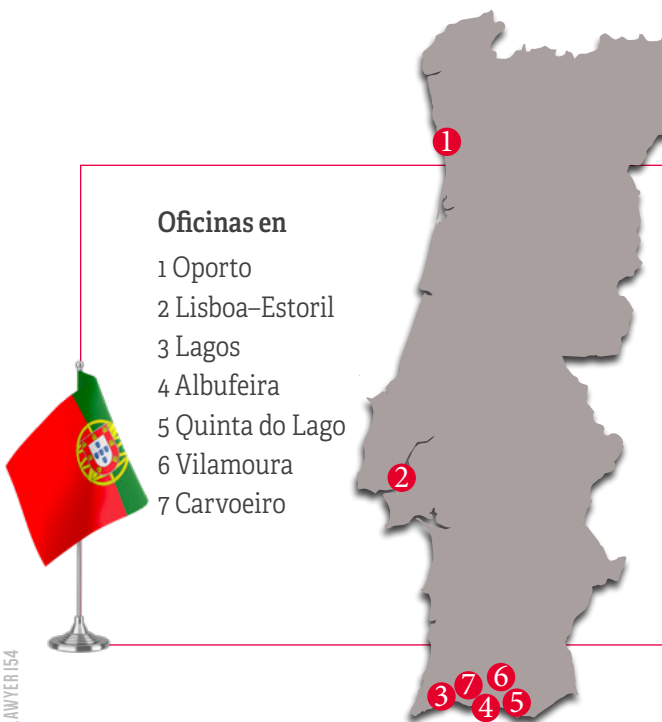 Oficinas en
1 Oporto
2 Lisboa–Estoril
3 Lagos
4 Albufeira
5 Quinta do Lago
6 Vilamoura
7 Carvoeiro
1
2
3
7
6
4
5
AWYER154